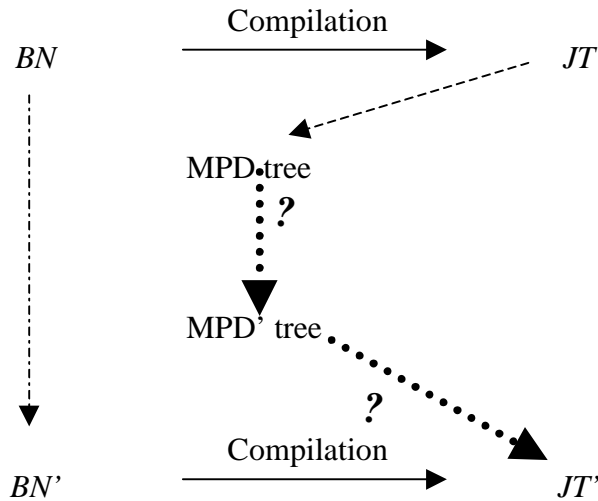 Compilation
BN JT
MPD tree
?
MPD' tree
?
Compilation
BN' JT'